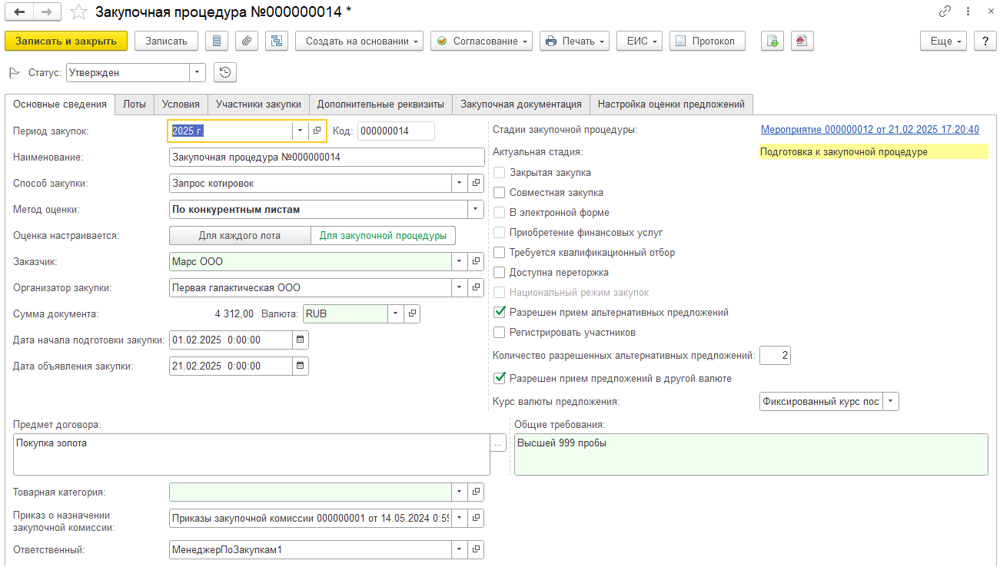 Закупочная процедура №000000014 *
Записать и закрыть Записать Создать на основании Согласование Печать ЕИС Протокол Еще ?
Статус: Утвержден
Основные сведения Лоты Условия Участники закупки Дополнительные реквизиты Закупочная документация Настройка оценки предложений
Период закупок: 2025 г. Код: 000000014
Наименование: Закупочная процедура №000000014
Способ закупки: Запрос котировок
Метод оценки: По конкурентным листам
Оценка настраивается: Для каждого лота Для закупочной процедуры
Заказчик: Марс ООО
Организатор закупки: Первая галактическая ООО
Сумма документа: 4 312,00 Валюта: RUB
Дата начала подготовки закупки: 01.02.2025 0:00:00
Дата объявления закупки: 21.02.2025 0:00:00
Стадии закупочной процедуры: Мероприятие 000000012 от 21.02.2025 17:20:40
Актуальная стадия: Подготовка к закупочной процедуре
Закрытая закупка
Совместная закупка
В электронной форме
Приобретение финансовых услуг
Требуется квалификационный отбор
Доступна переторжка
Национальный режим закупок
Разрешен прием альтернативных предложений
Регистрировать участников
Количество разрешенных альтернативных предложений: 2
Разрешен прием предложений в другой валюте
Курс валюты предложения: Фиксированный курс пос
Предмет договора:
Покупка золота
...
Общие требования:
Высшей 999 пробы
Товарная категория:
Приказ о назначении
закупочной комиссии: Приказы закупочной комиссии 000000001 от 14.05.2024 0:59
Ответственный: МенеджерПоЗакупкам1